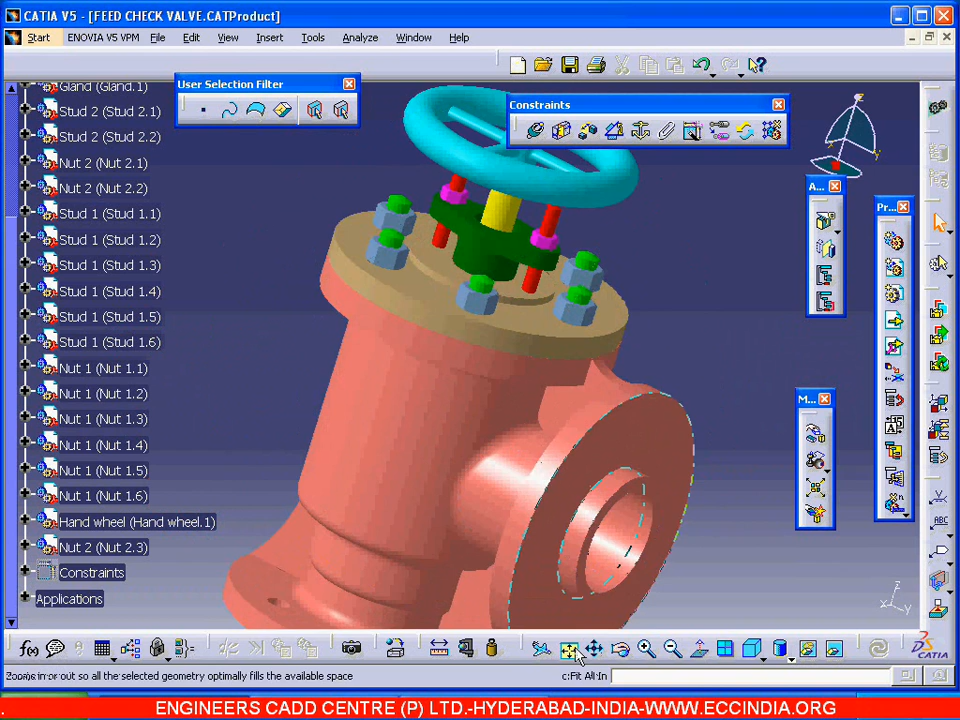 CATIA V5 - [FEED CHECK VALVE.CATProduct]
Start ENOVIA V5 VPM File Edit View Insert Tools Analyze Window Help
User Selection Filter
Constraints
A...
Pr...
M...
Gland (Gland.1)
Stud 2 (Stud 2.1)
Stud 2 (Stud 2.2)
Nut 2 (Nut 2.1)
Nut 2 (Nut 2.2)
Stud 1 (Stud 1.1)
Stud 1 (Stud 1.2)
Stud 1 (Stud 1.3)
Stud 1 (Stud 1.4)
Stud 1 (Stud 1.5)
Stud 1 (Stud 1.6)
Nut 1 (Nut 1.1)
Nut 1 (Nut 1.2)
Nut 1 (Nut 1.3)
Nut 1 (Nut 1.4)
Nut 1 (Nut 1.5)
Nut 1 (Nut 1.6)
Hand wheel (Hand wheel.1)
Nut 2 (Nut 2.3)
Constraints
Applications
ABC
z
y
f(x)
CATIA
Zooms in or out so all the selected geometry optimally fills the available space
c:Fit All In
ENGINEERS CADD CENTRE (P) LTD.-HYDERABAD-INDIA-WWW.ECCINDIA.ORG